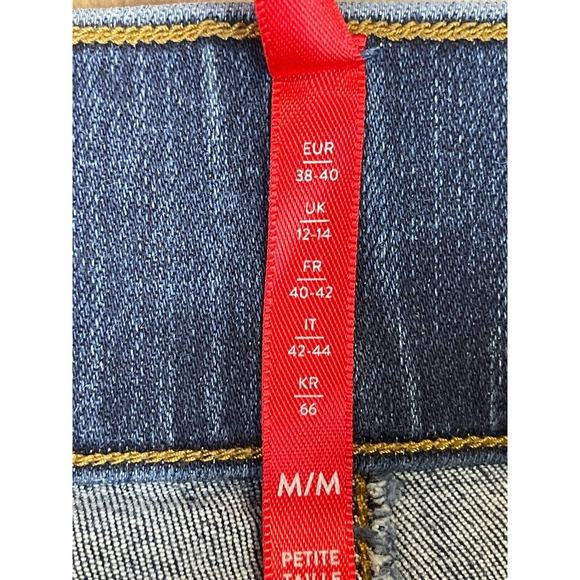 EUR
38-40
UK
12-14
FR
40-42
IT
42-44
KR
66
M/M
PETITE
TAILLE